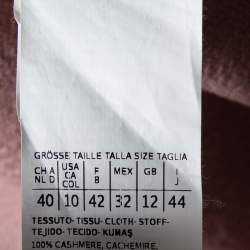 GRÖSSE TAILLE TALLA SIZE TAGLIA
CH A NL D USA CA COL F B MEX GB I J
40 10 42 32 12 44
TESSUTO-TISSU-CLOTH-STOFF-
TEJIDO-TECIDO-KUMAŞ
100% CASHMERE, CACHEMIRE,